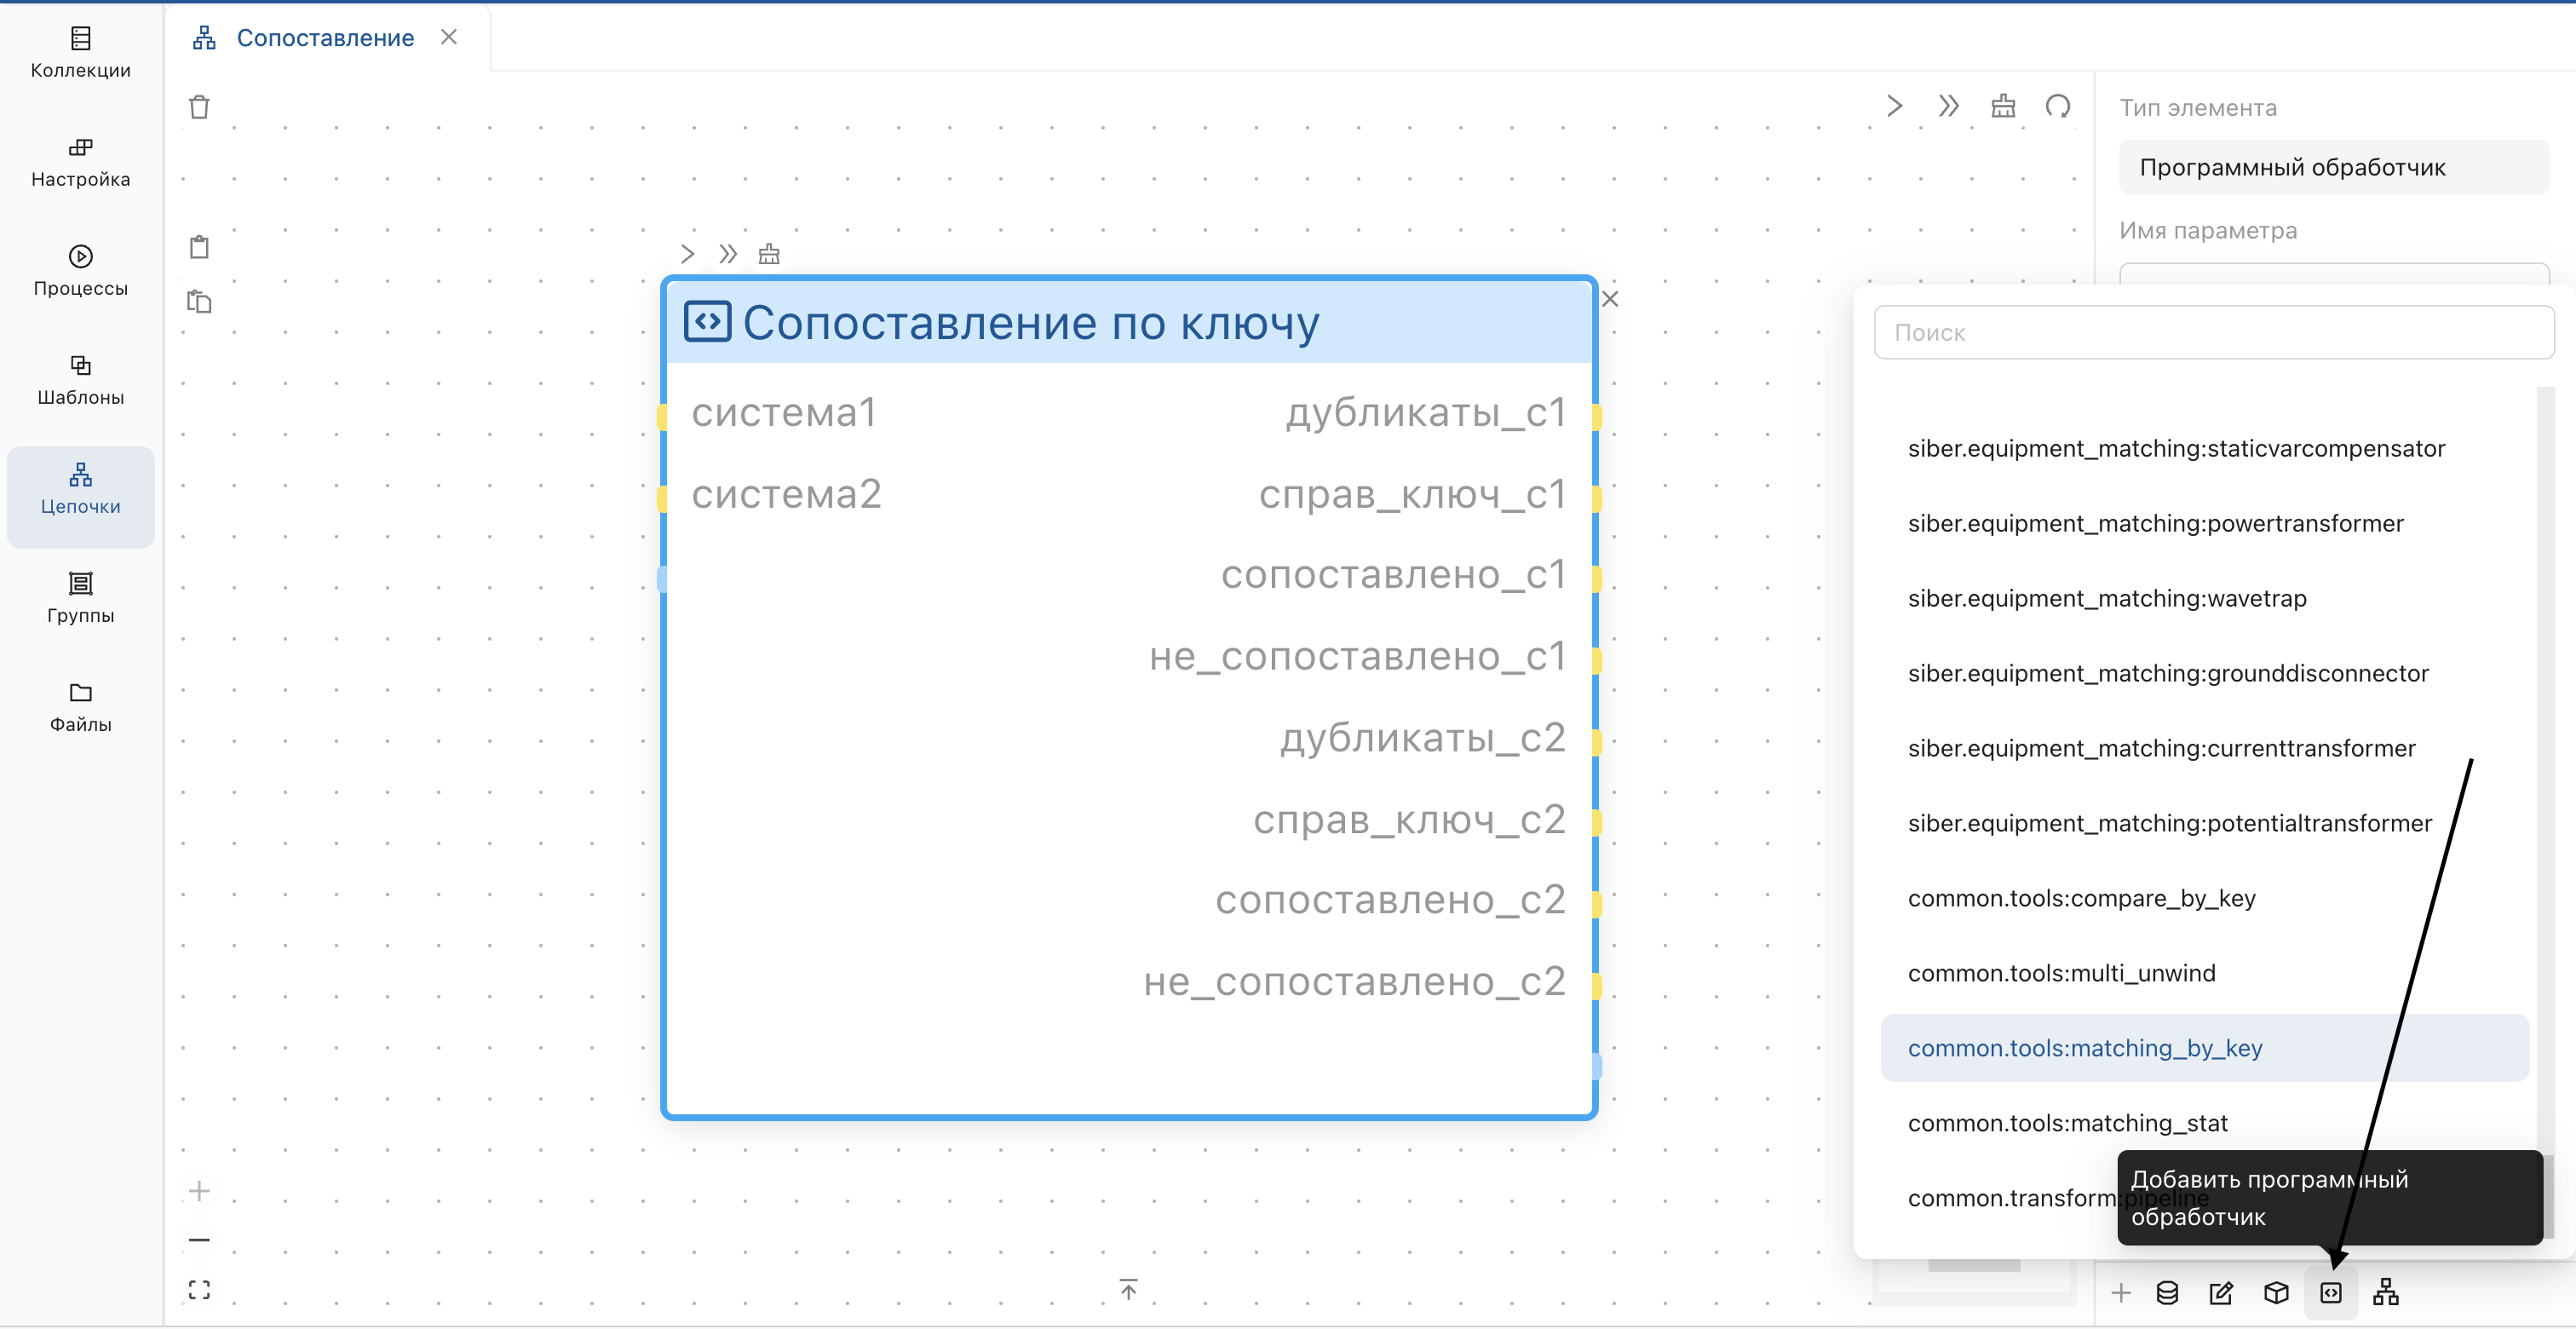 Коллекции
Настройка
Процессы
Шаблоны
Цепочки
Группы
Файлы
Сопоставление
Сопоставление по ключу
система1
система2
дубликаты_с1
справ_ключ_с1
сопоставлено_с1
не_сопоставлено_с1
дубликаты_с2
справ_ключ_с2
сопоставлено_с2
не_сопоставлено_с2
Тип элемента
Программный обработчик
Имя параметра
Поиск
siber.equipment_matching:staticvarcompensator
siber.equipment_matching:powertransformer
siber.equipment_matching:wavetrap
siber.equipment_matching:grounddisconnector
siber.equipment_matching:currenttransformer
siber.equipment_matching:potentialtransformer
common.tools:compare_by_key
common.tools:multi_unwind
common.tools:matching_by_key
common.tools:matching_stat
common.transform:pipeline
Добавить программный
обработчик